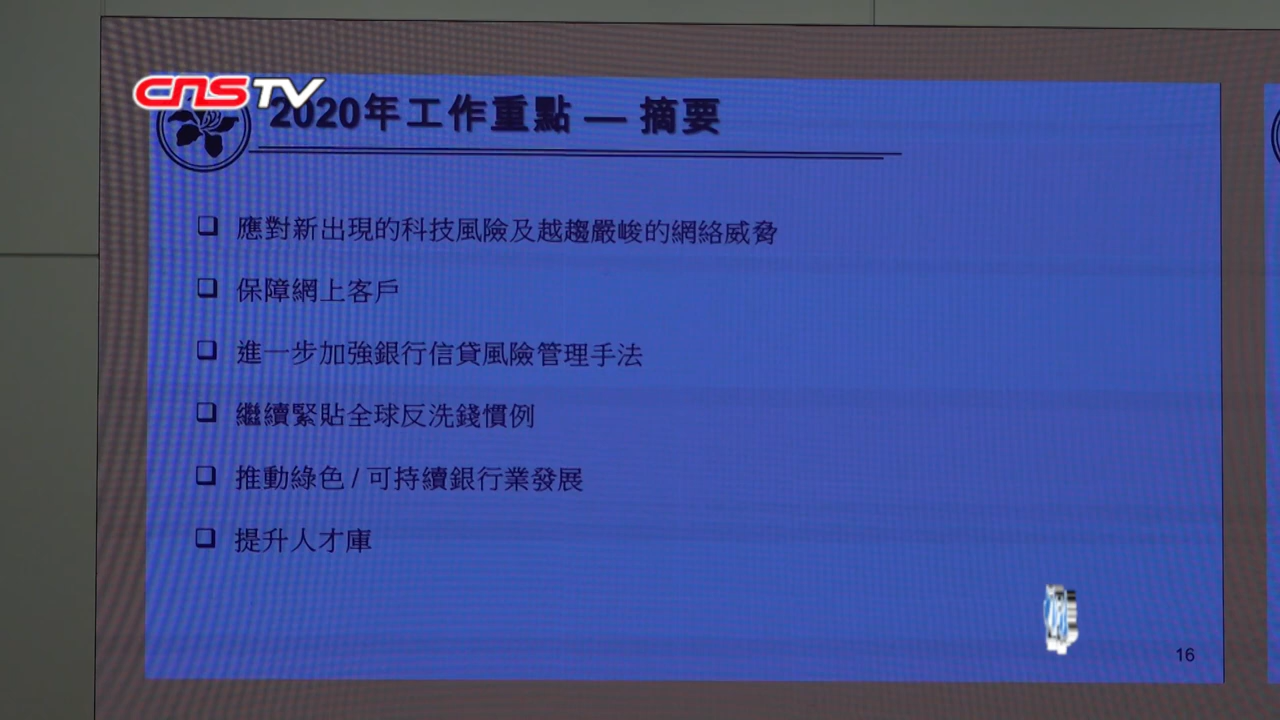 CNSTV
2020年工作重點 — 摘要
應對新出現的科技風險及越趨嚴峻的網絡威脅
保障網上客戶
進一步加強銀行信貸風險管理手法
繼續緊貼全球反洗錢慣例
推動綠色 / 可持續銀行業發展
提升人才庫
16